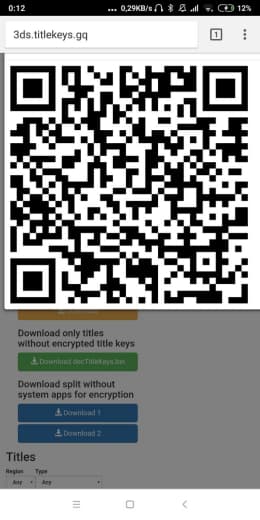 0:12
... 0,29KB/s
12%
3ds.titlekeys.gq
1
Download only titles
without encrypted title keys
Download decTitleKeys.bin
Download split without
system apps for encryption
Download 1
Download 2
Titles
Region Type
Any Any